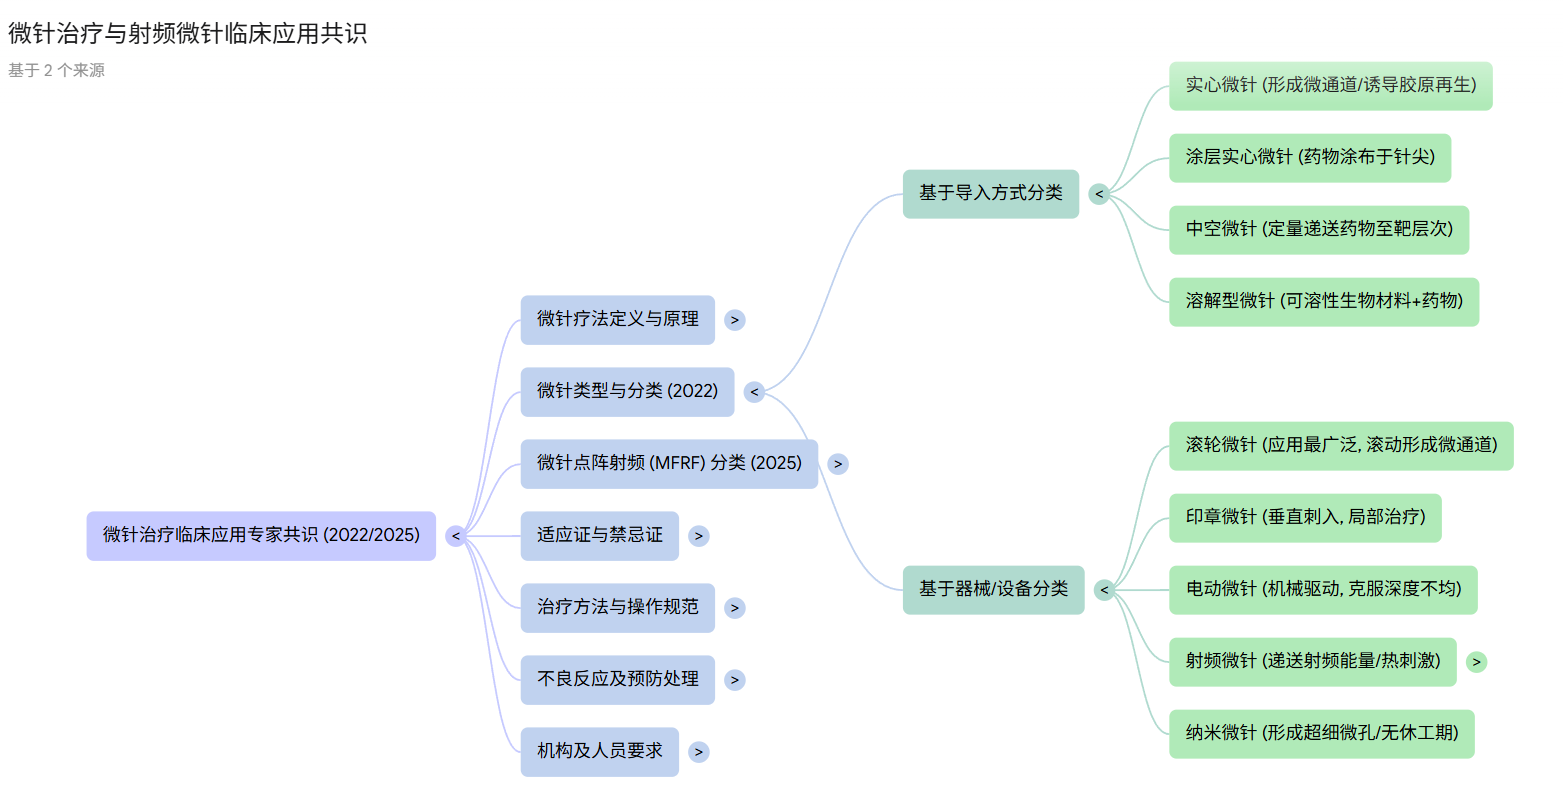 微针治疗与射频微针临床应用共识
基于 2 个来源
微针治疗临床应用专家共识 (2022/2025)
<
微针疗法定义与原理
>
微针类型与分类 (2022)
<
微针点阵射频 (MFRF) 分类 (2025)
>
适应证与禁忌证
>
治疗方法与操作规范
>
不良反应及预防处理
>
机构及人员要求
>
基于导入方式分类
<
实心微针 (形成微通道/诱导胶原再生)
涂层实心微针 (药物涂布于针尖)
中空微针 (定量递送药物至靶层次)
溶解型微针 (可溶性生物材料+药物)
基于器械/设备分类
<
滚轮微针 (应用最广泛, 滚动形成微通道)
印章微针 (垂直刺入, 局部治疗)
电动微针 (机械驱动, 克服深度不均)
射频微针 (递送射频能量/热刺激)
>
纳米微针 (形成超细微孔/无休工期)